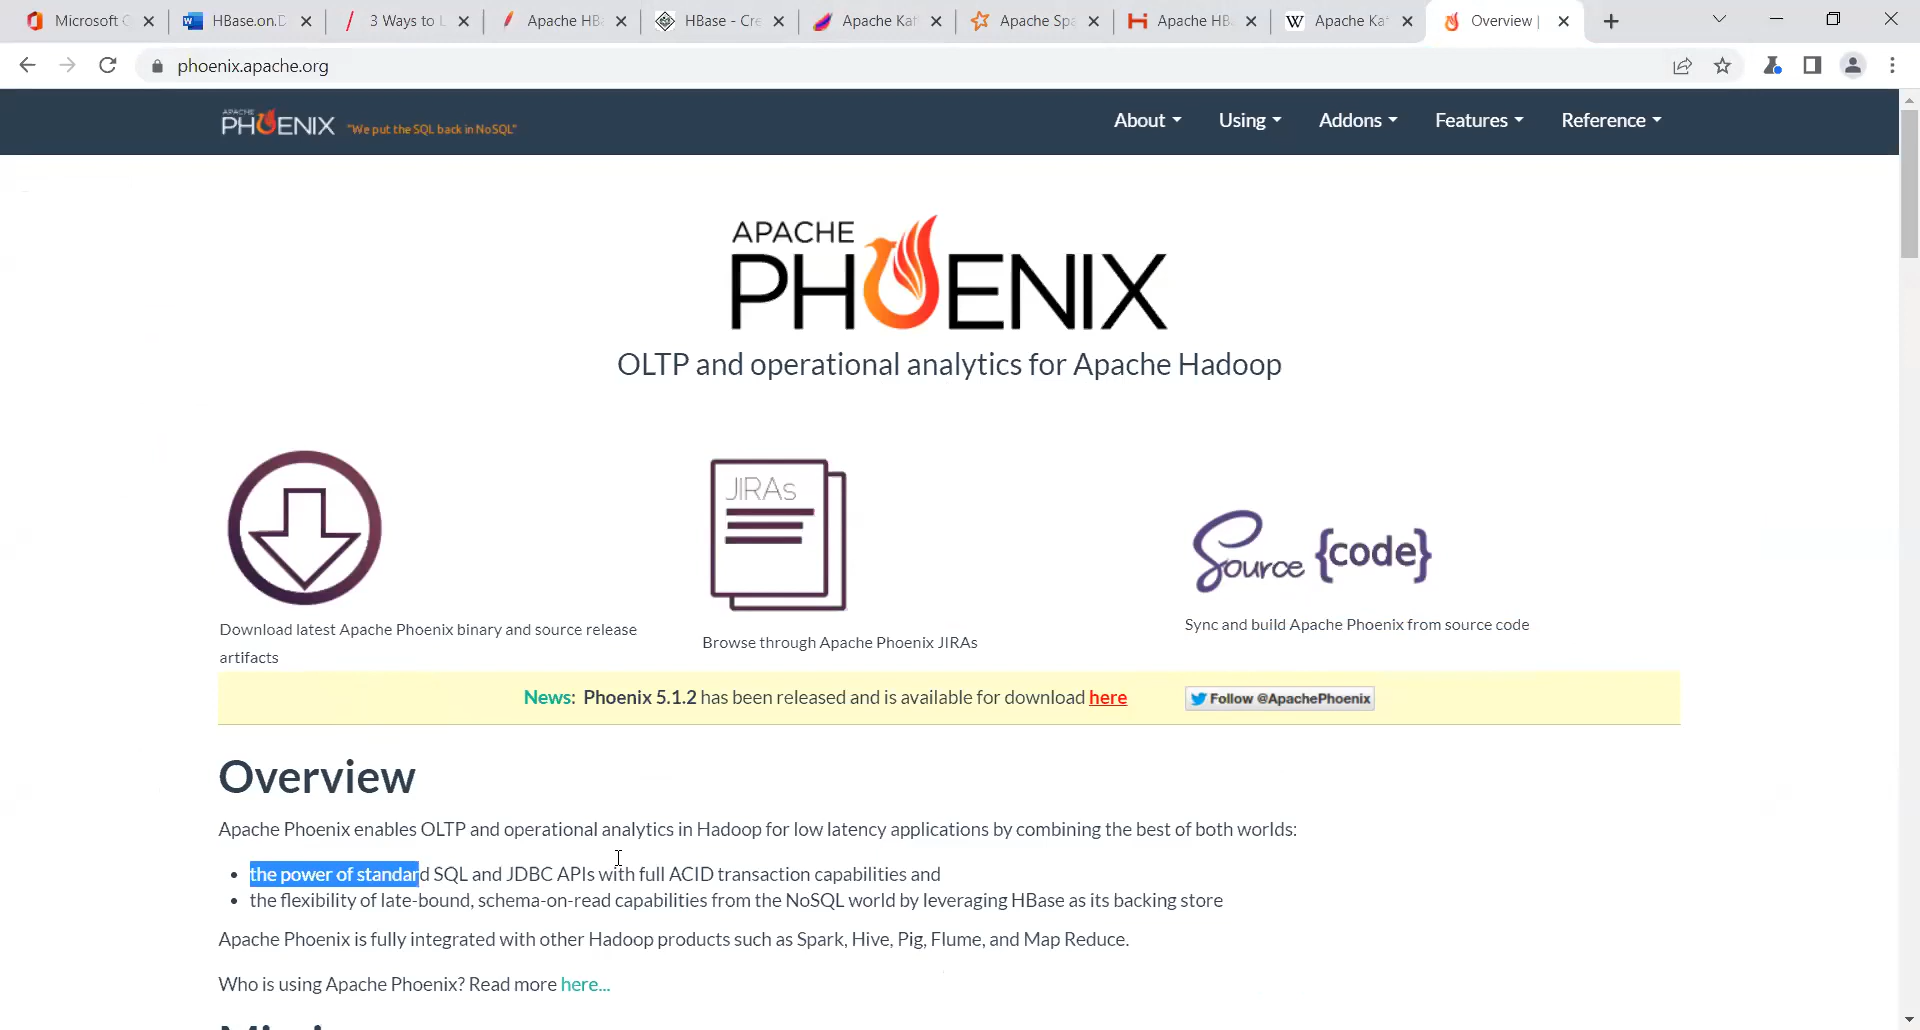 Microsoft O
HBase.on.D
3 Ways to L
Apache HBa
HBase - Cre
Apache Kaf
Apache Spa
Apache HB
Apache Kaf
Overview |
phoenix.apache.org
APACHE
PHOENIX "We put the SQL back in NoSQL"
About Using Addons Features Reference
APACHE
PHOENIX
OLTP and operational analytics for Apache Hadoop
JIRAs
Source {code}
Download latest Apache Phoenix binary and source release
artifacts
Browse through Apache Phoenix JIRAs
Sync and build Apache Phoenix from source code
News: Phoenix 5.1.2 has been released and is available for download here
Follow @ApachePhoenix
Overview
Apache Phoenix enables OLTP and operational analytics in Hadoop for low latency applications by combining the best of both worlds:
• the power of standard SQL and JDBC APIs with full ACID transaction capabilities and
• the flexibility of late-bound, schema-on-read capabilities from the NoSQL world by leveraging HBase as its backing store
Apache Phoenix is fully integrated with other Hadoop products such as Spark, Hive, Pig, Flume, and Map Reduce.
Who is using Apache Phoenix? Read more here...